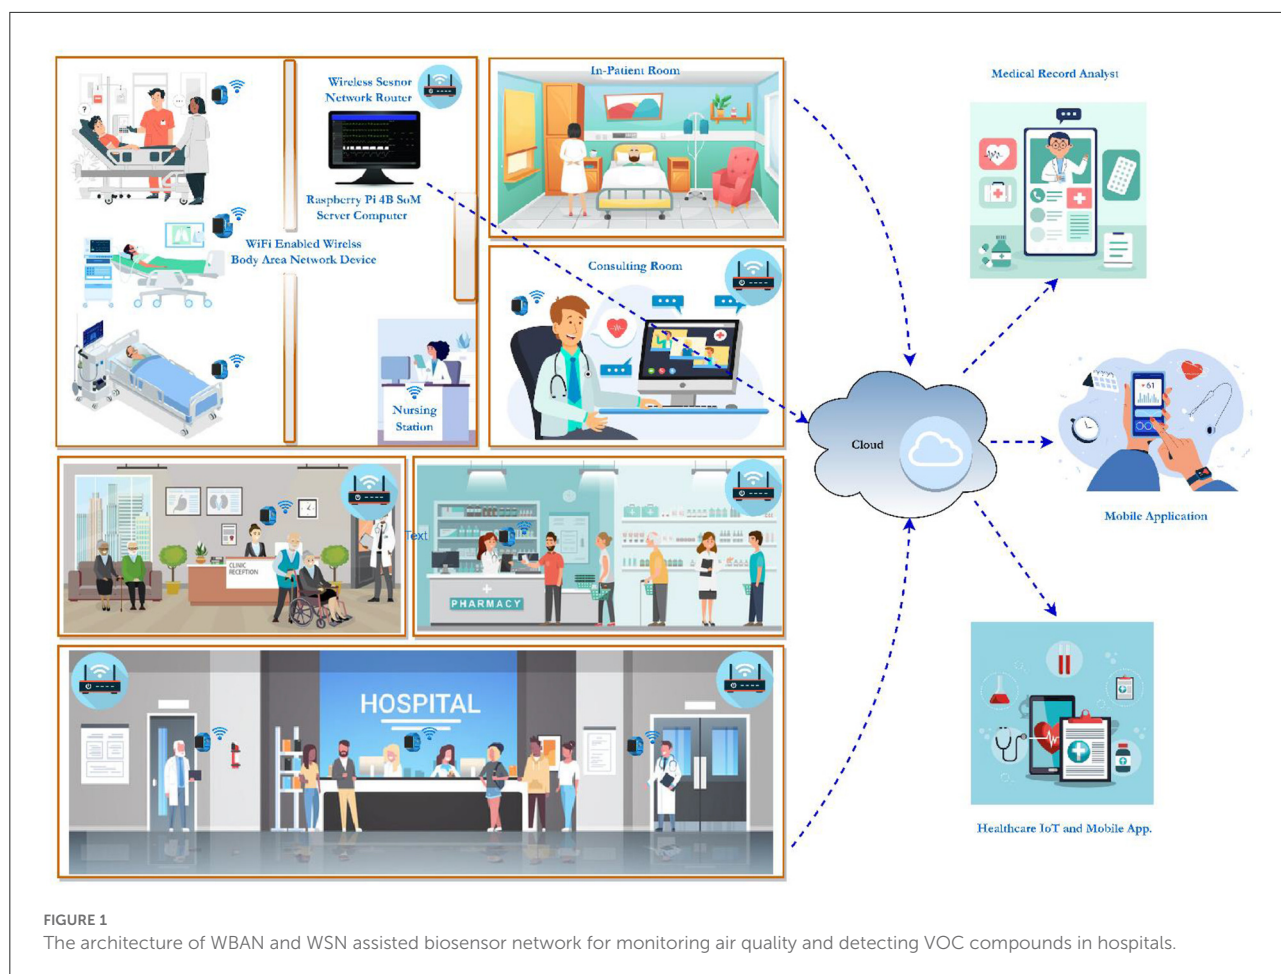 Wireless Sesnor
Network Router
Raspberry Pi 4B SoM
Server Computer
WiFi Enabled Wirelss
Body Area Network Device
Nursing
Station
In-Patient Room
Consulting Room
Medical Record Analyst
Cloud
61
Mobile Application
CLINIC
RECEPTION
Text
PHARMACY
HOSPITAL
Healthcare IoT and Mobile App.
FIGURE 1
The architecture of WBAN and WSN assisted biosensor network for monitoring air quality and detecting VOC compounds in hospitals.